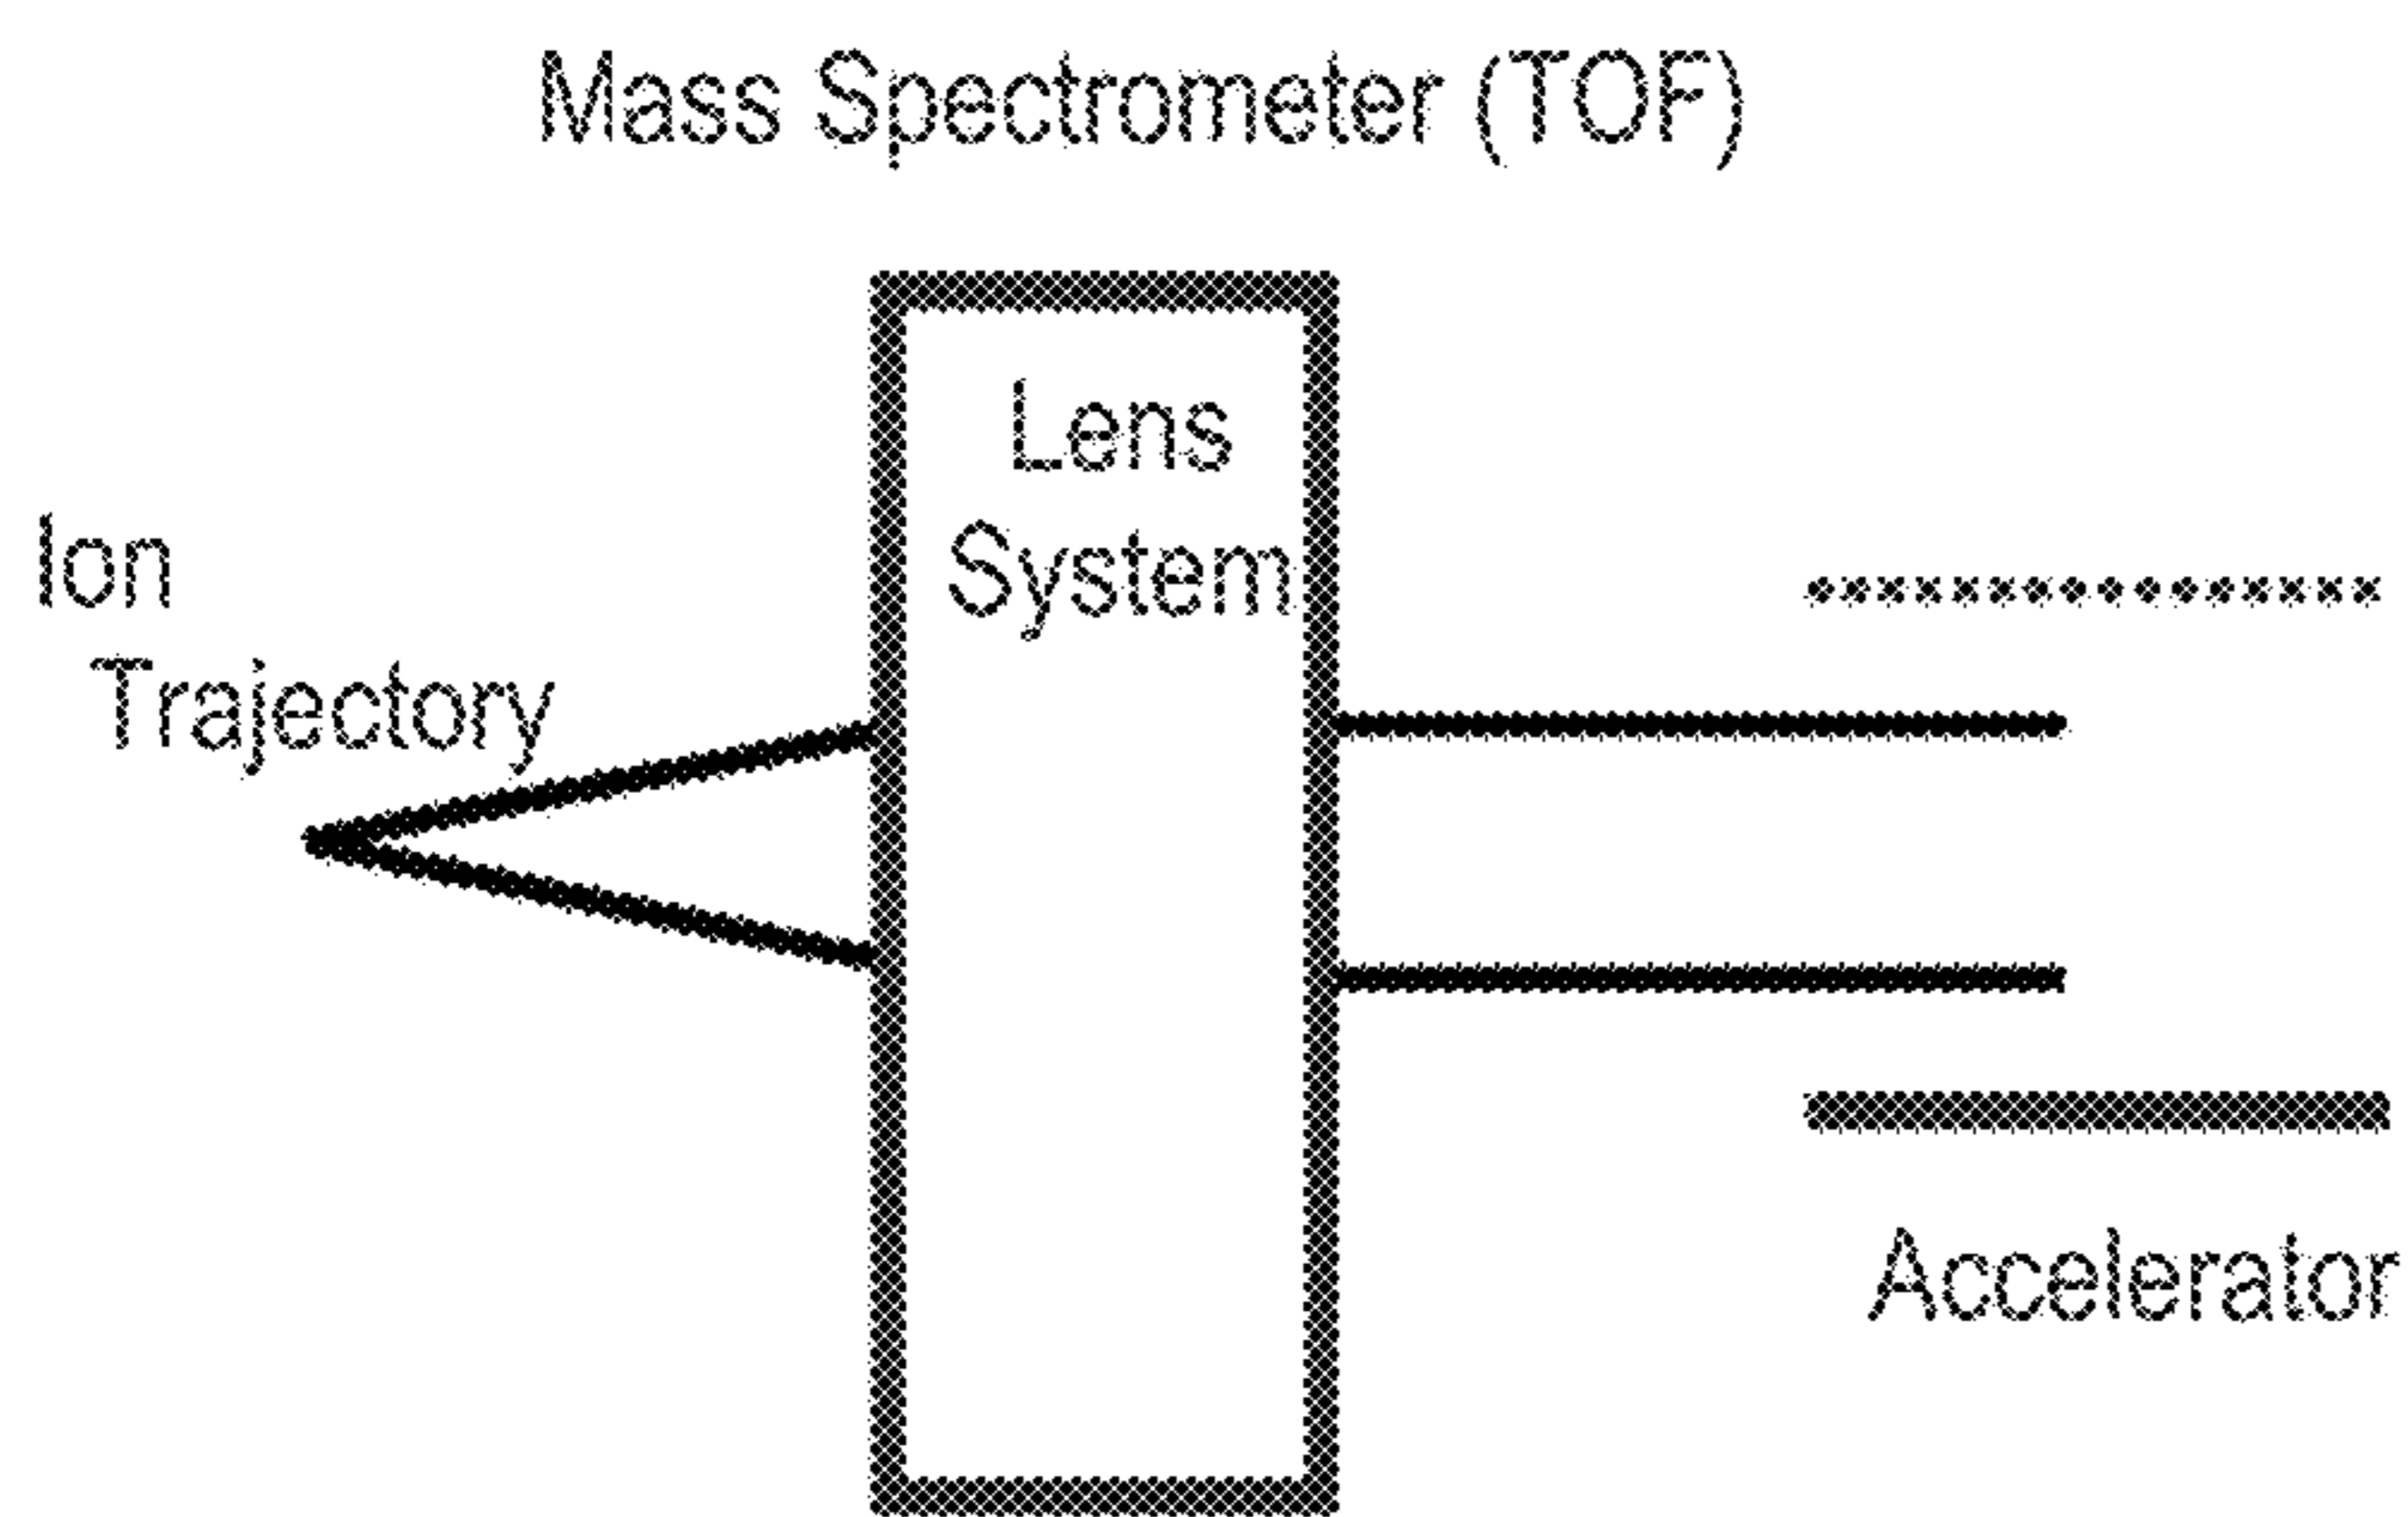 Mass Spectrometer (TOF)
Lens
System
Ion
Trajectory
Accelerator